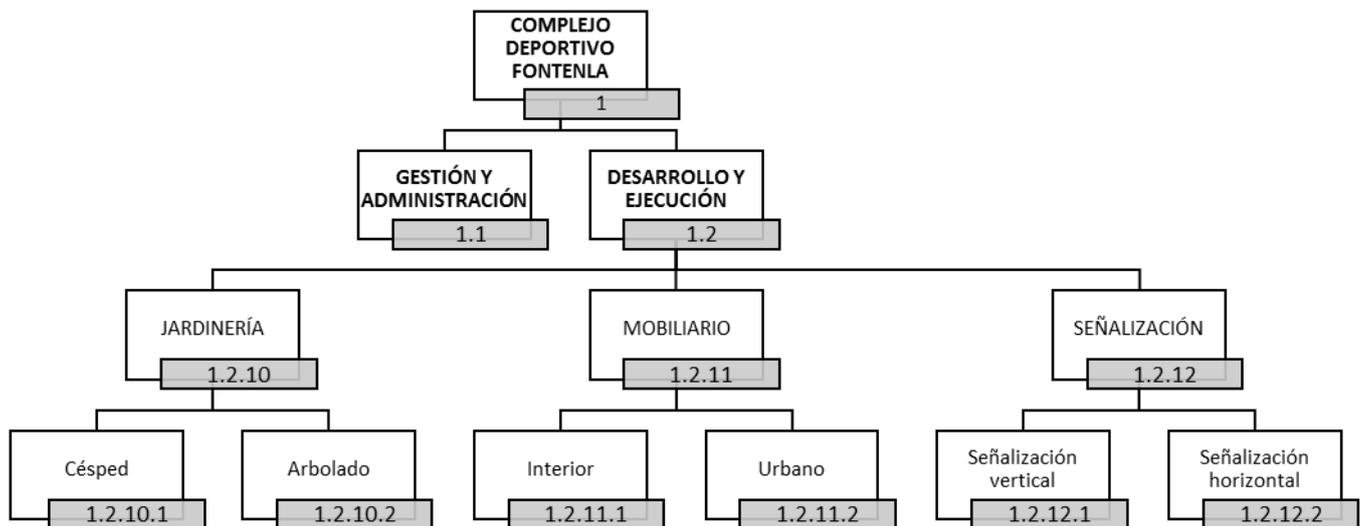 COMPLEJO
DEPORTIVO
FONTENLA
1
GESTIÓN Y
ADMINISTRACIÓN
1.1
DESARROLLO Y
EJECUCIÓN
1.2
JARDINERÍA
1.2.10
MOBILIARIO
1.2.11
SEÑALIZACIÓN
1.2.12
Césped
1.2.10.1
Arbolado
1.2.10.2
Interior
1.2.11.1
Urbano
1.2.11.2
Señalización
vertical
1.2.12.1
Señalización
horizontal
1.2.12.2